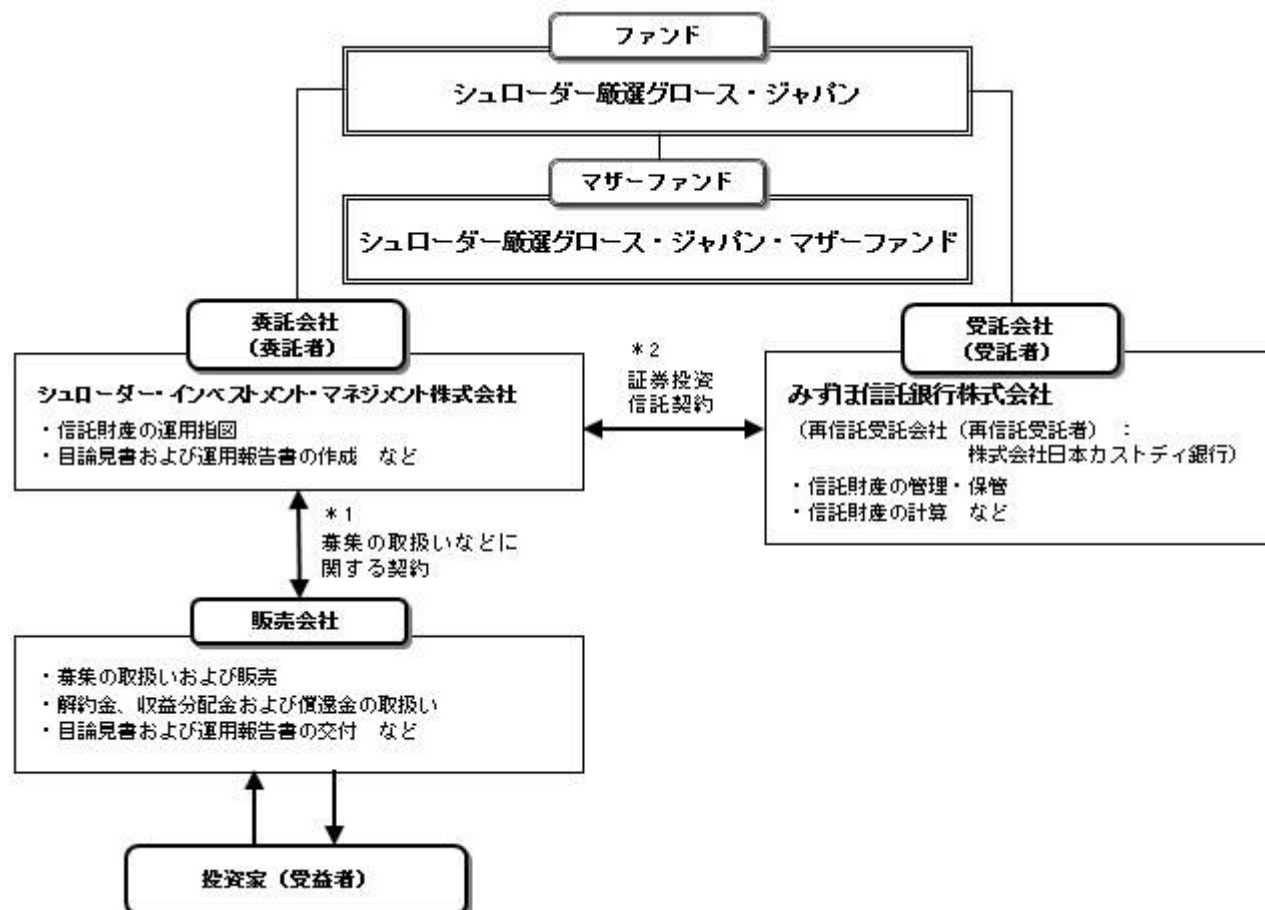 ファンド
シュローダー厳選グロース・ジャパン
マザーファンド
シュローダー厳選グロース・ジャパン・マザーファンド
委託会社
(委託者)
シュローダー・インベストメント・マネジメント株式会社
・信託財産の運用指図
・目論見書および運用報告書の作成 など
*2
証券投資
信託契約
受託会社
(受託者)
みずほ信託銀行株式会社
(再信託受託会社(再信託受託者) :
株式会社日本カストディ銀行)
・信託財産の管理・保管
・信託財産の計算 など
*1
募集の取扱いなどに
関する契約
販売会社
・募集の取扱いおよび販売
・解約金、収益分配金および償還金の取扱い
・目論見書および運用報告書の交付 など
投資家(受益者)